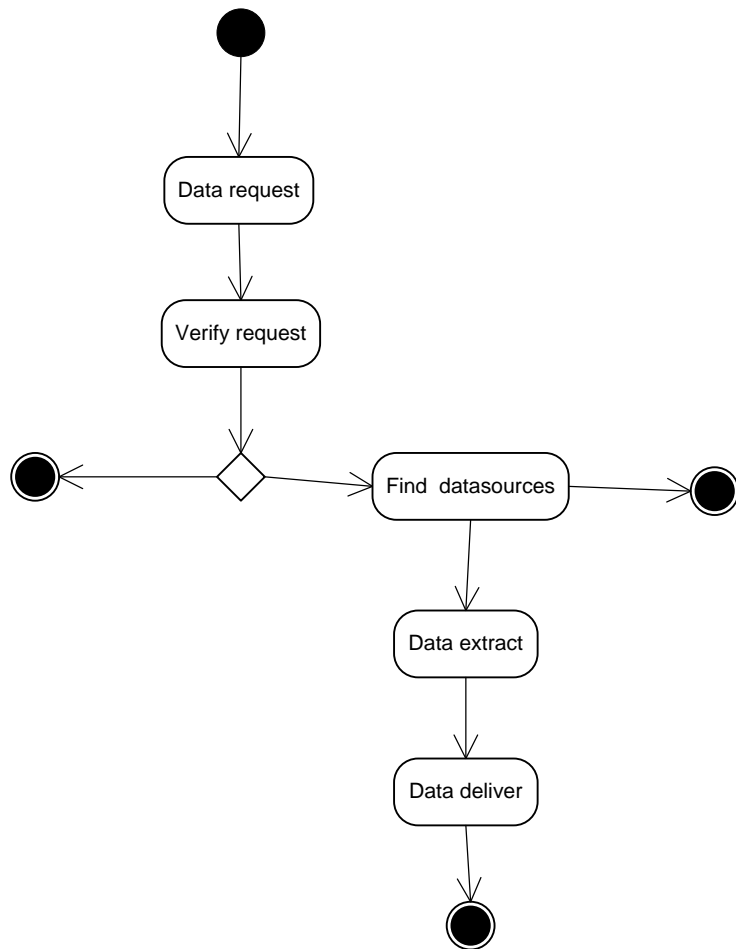 Data request
Verify request
Find  datasources
Data extract
Data deliver